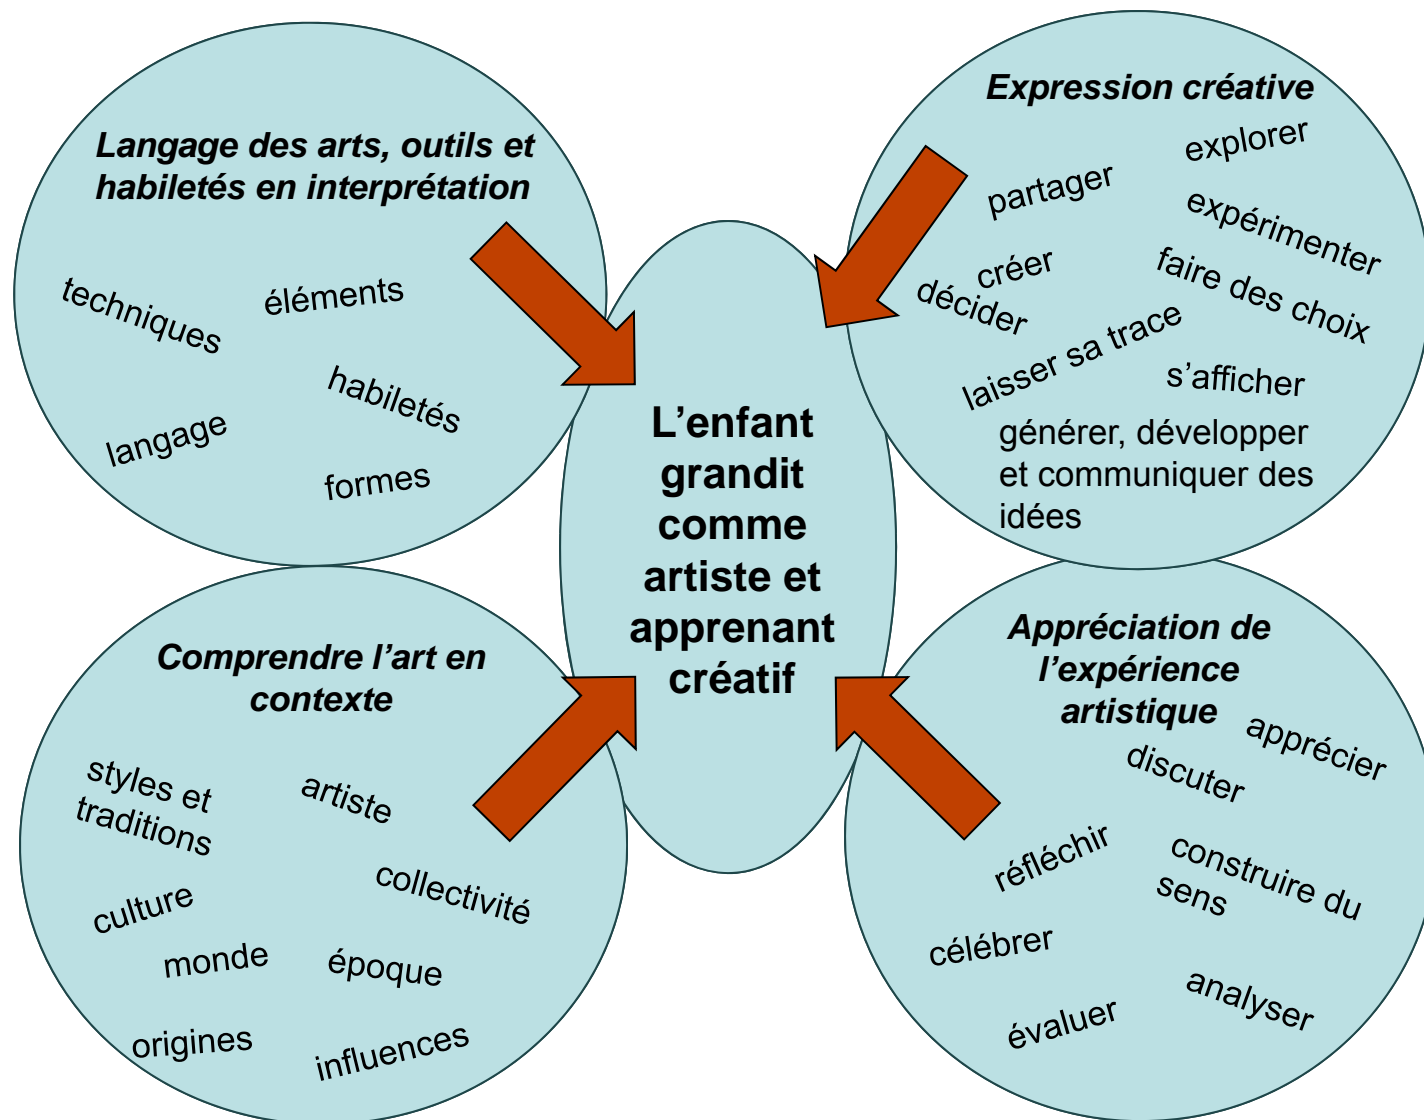 Langage des arts, outils et
habiletés en interprétation
techniques
éléments
habiletés
langage
formes
Expression créative
explorer
partager
expérimenter
créer
faire des choix
décider
laisser sa trace
s’afficher
générer, développer
et communiquer des
idées
L’enfant
grandit
comme
artiste et
apprenant
créatif
Comprendre l’art en
contexte
styles et
traditions
artiste
collectivité
culture
monde
époque
origines
influences
Appréciation de
l’expérience
artistique
apprécier
discuter
réfléchir
construire du
sens
célébrer
analyser
évaluer